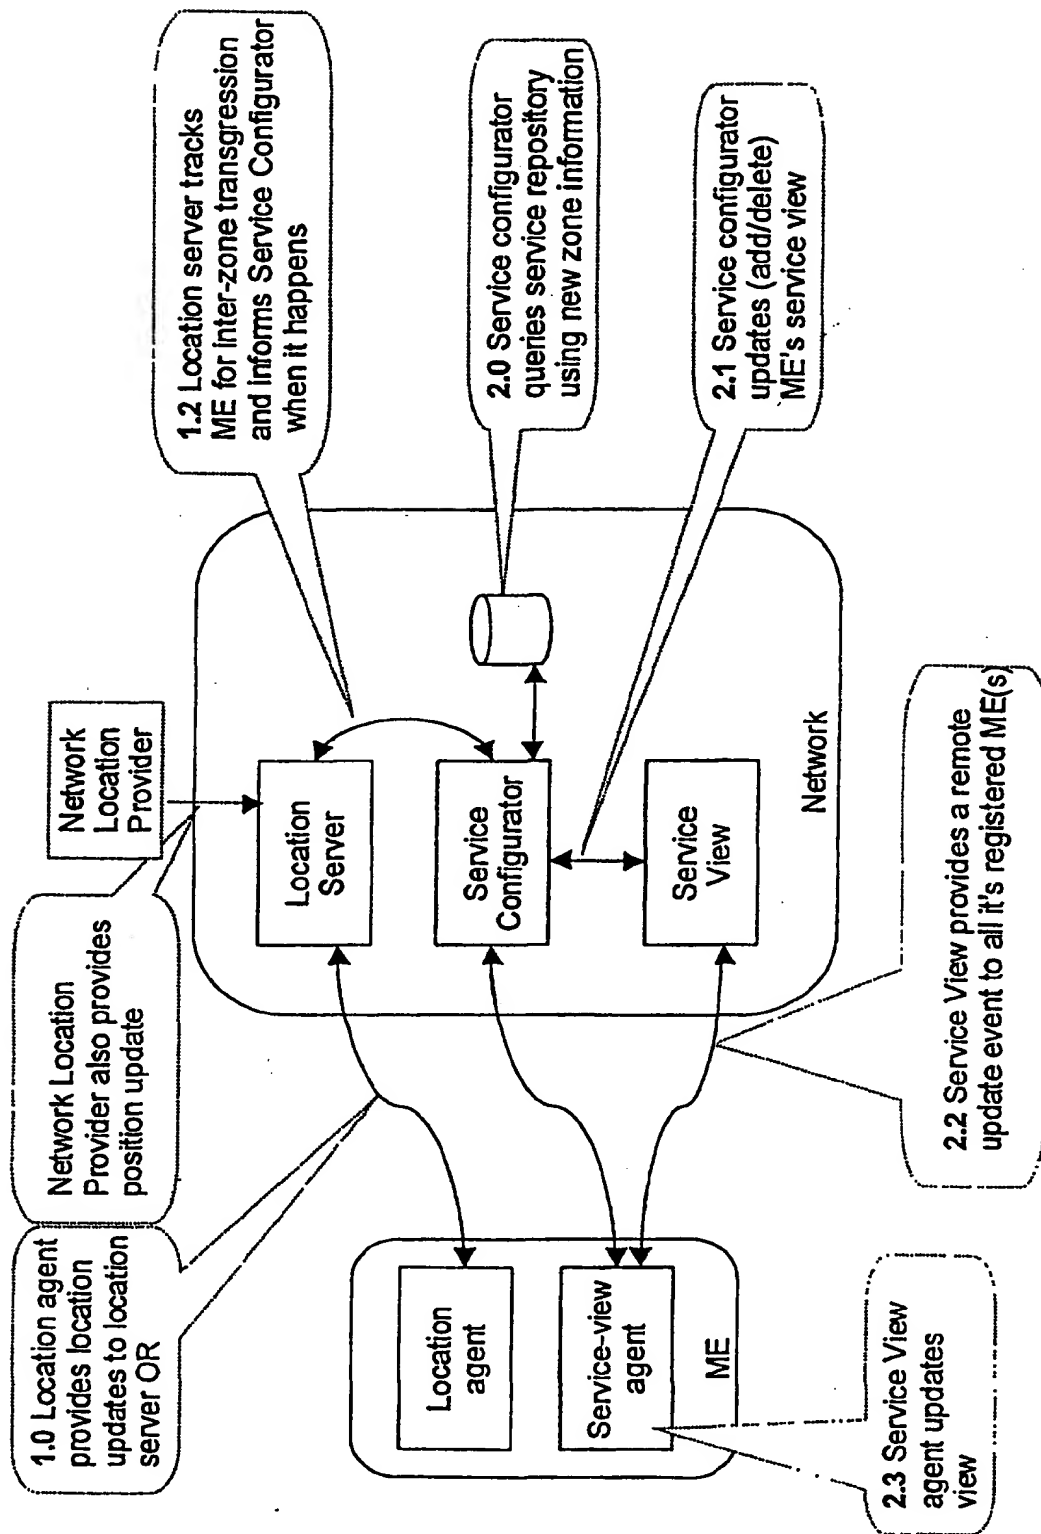 1.0 Location agent
provides location
updates to location
server OR
Network Location
Provider also provides
position update
Network
Location
Provider
1.2 Location server tracks
ME for inter-zone transgression
and informs Service Configurator
when it happens
2.0 Service configurator
queries service repository
using new zone information
2.1 Service configurator
updates (add/delete)
ME's service view
Location
Server
Service
Configurator
Service
View
Network
Location
agent
Service-view
agent
ME
2.2 Service View provides a remote
update event to all it's registered ME(s)
2.3 Service View
agent updates
view